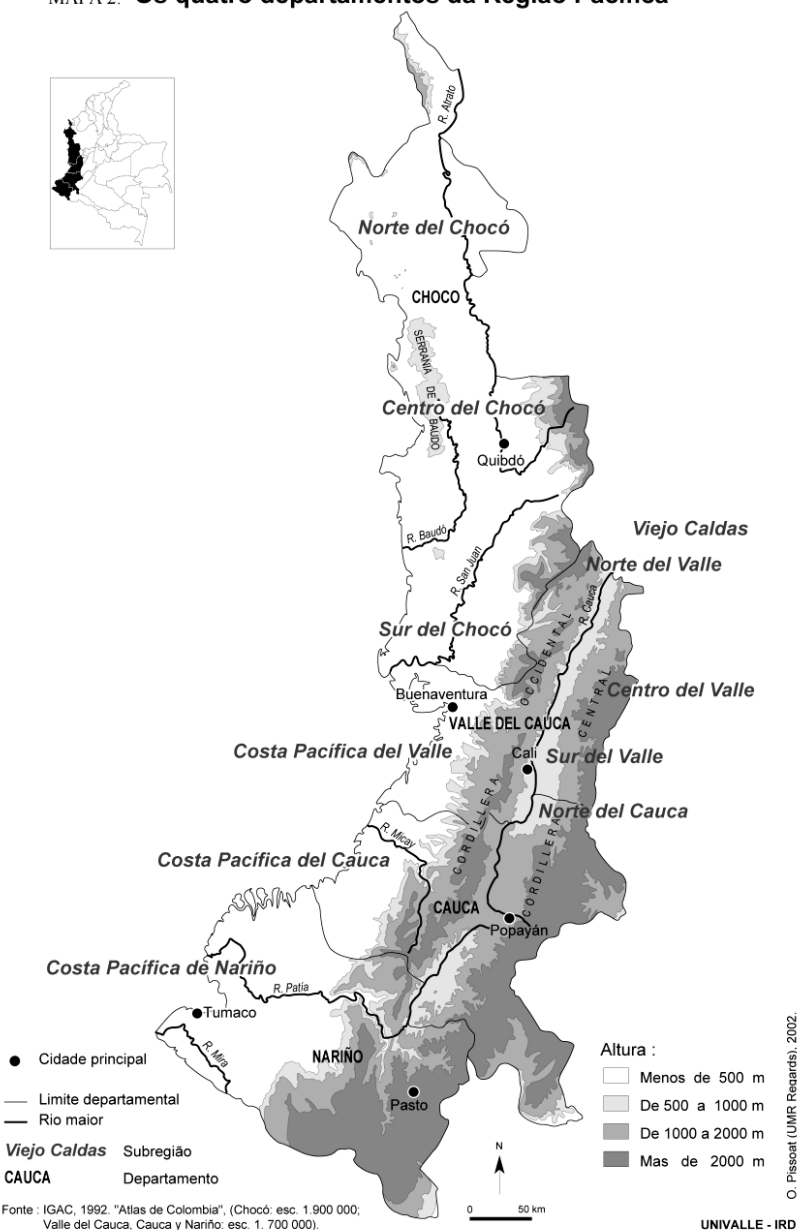 MAPA 2. Os quatro departamentos da Região Pacífica
R. Atrato
Norte del Chocó
CHOCO
SERRANIA DE BAUDO
Centro del Chocó
Quibdó
R. Baudó
Viejo Caldas
R. San Juan
Norte del Valle
R. Cauca
Sur del Chocó
OCCIDENTAL
CENTRAL
Centro del Valle
Buenaventura
VALLE DEL CAUCA
Costa Pacífica del Valle
Cali
Sur del Valle
CORDILLERA
Norte del Cauca
R. Micay
CORDILLERA
Costa Pacífica del Cauca
CAUCA
Popayán
Costa Pacífica de Nariño
R. Patia
Tumaco
R. Mira
NARIÑO
Pasto
Cidade principal
Limite departamental
Rio maior
Viejo Caldas Subregião
CAUCA Departamento
Altura :
Menos de 500 m
De 500 a 1000 m
De 1000 a 2000 m
Mas de 2000 m
N
0 50 km
O. Pissoat (UMR Regards), 2002.
Fonte : IGAC, 1992. "Atlas de Colombia", (Chocó: esc. 1.900 000;
Valle del Cauca, Cauca y Nariño: esc. 1. 700 000).
UNIVALLE - IRD